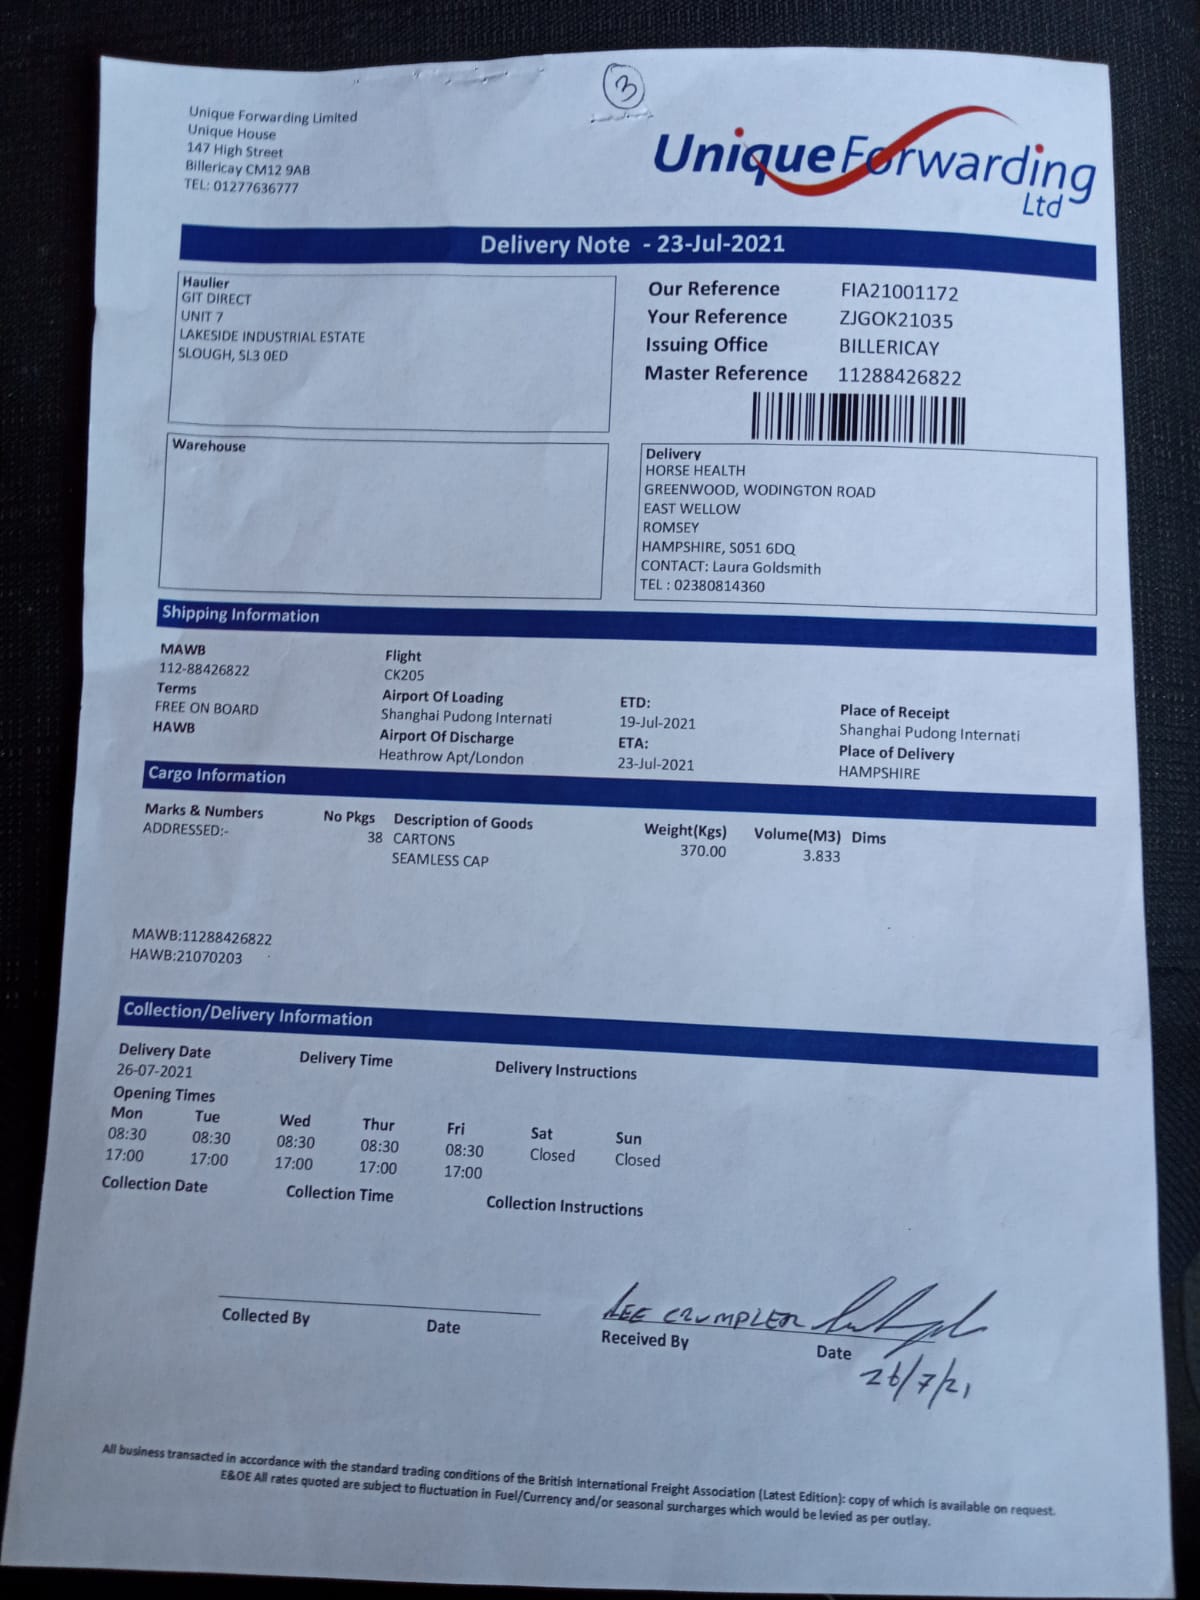 3
Unique Forwarding Limited
Unique House
147 High Street
Billericay CM12 9AB
TEL: 01277636777
UniqueForwarding
Ltd
Delivery Note - 23-Jul-2021
Haulier
GIT DIRECT
UNIT 7
LAKESIDE INDUSTRIAL ESTATE
SLOUGH, SL3 0ED
Our Reference FIA21001172
Your Reference ZJGOK21035
Issuing Office BILLERICAY
Master Reference 11288426822
Warehouse
Delivery
HORSE HEALTH
GREENWOOD, WODINGTON ROAD
EAST WELLOW
ROMSEY
HAMPSHIRE, S051 6DQ
CONTACT: Laura Goldsmith
TEL : 02380814360
Shipping Information
MAWB
112-88426822
Terms
FREE ON BOARD
HAWB
Flight
CK205
Airport Of Loading
Shanghai Pudong Internati
Airport Of Discharge
Heathrow Apt/London
ETD:
19-Jul-2021
ETA:
23-Jul-2021
Place of Receipt
Shanghai Pudong Internati
Place of Delivery
HAMPSHIRE
Cargo Information
Marks & Numbers No Pkgs Description of Goods Weight(Kgs) Volume(M3) Dims
ADDRESSED:- 38 CARTONS 370.00 3.833
SEAMLESS CAP
MAWB:11288426822
HAWB:21070203
Collection/Delivery Information
Delivery Date Delivery Time Delivery Instructions
26-07-2021
Opening Times
Mon Tue Wed Thur Fri Sat Sun
08:30 08:30 08:30 08:30 08:30 Closed Closed
17:00 17:00 17:00 17:00 17:00
Collection Date Collection Time Collection Instructions
LEE CRUMPLER
Collected By Date Received By Date
26/7/21
All business transacted in accordance with the standard trading conditions of the British International Freight Association (Latest Edition): copy of which is available on request.
E&OE All rates quoted are subject to fluctuation in Fuel/Currency and/or seasonal surcharges which would be levied as per outlay.